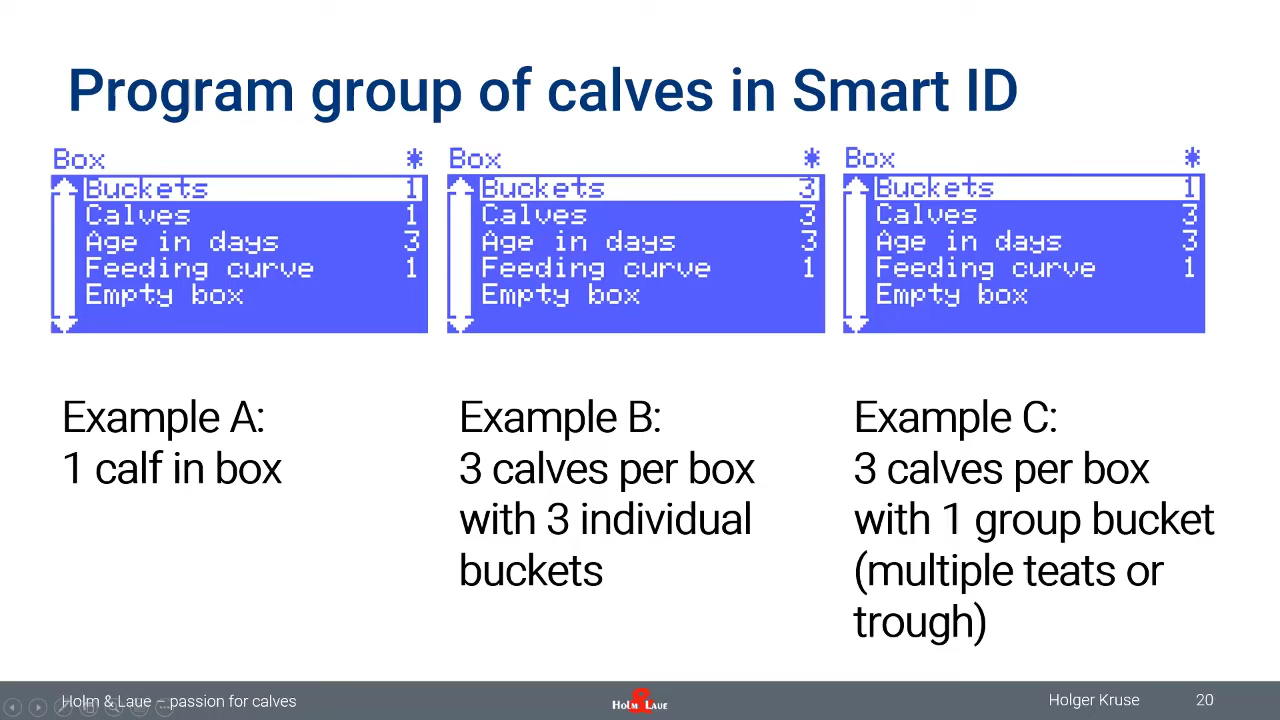 Program group of calves in Smart ID
Box *
Buckets 1
Calves 1
Age in days 3
Feeding curve 1
Empty box
Box *
Buckets 3
Calves 3
Age in days 3
Feeding curve 1
Empty box
Box *
Buckets 1
Calves 3
Age in days 3
Feeding curve 1
Empty box
Example A:
1 calf in box
Example B:
3 calves per box
with 3 individual
buckets
Example C:
3 calves per box
with 1 group bucket
(multiple teats or
trough)
Holm & Laue – passion for calves
HOLM & LAUE
Holger Kruse
20